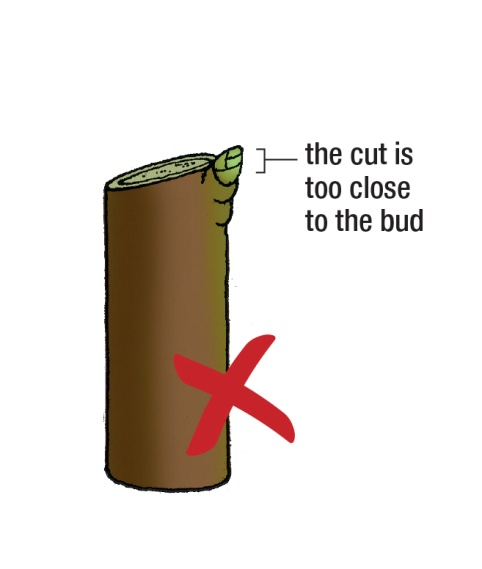 the cut is
too close
to the bud